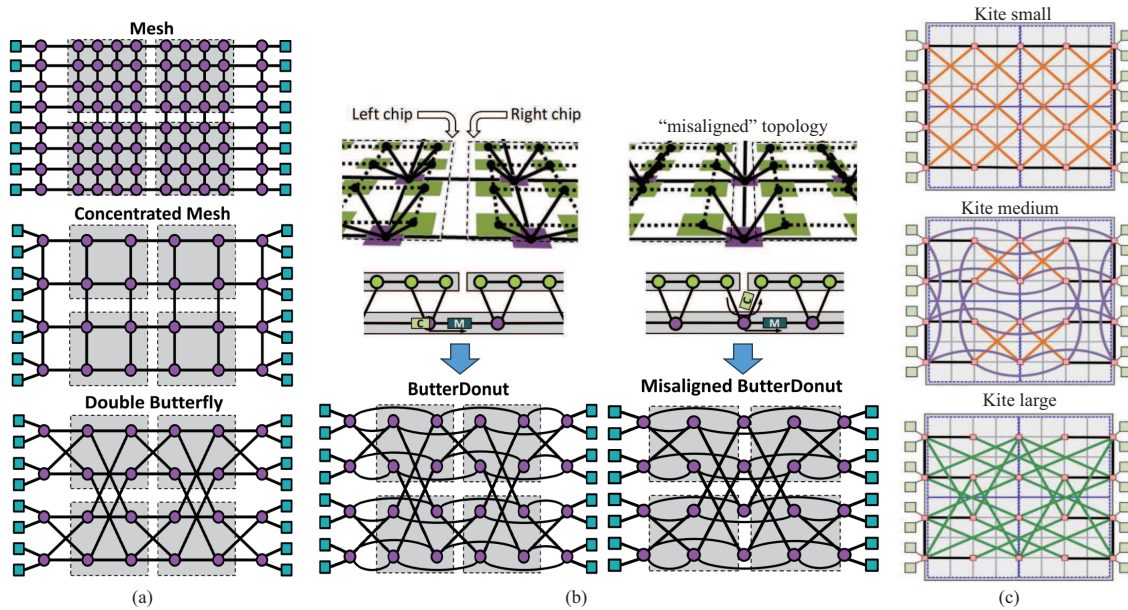 Mesh
Concentrated Mesh
Double Butterfly
(a)
Left chip
Right chip
“misaligned” topology
C
M
C
M
ButterDonut
Misaligned ButterDonut
(b)
Kite small
Kite medium
Kite large
(c)